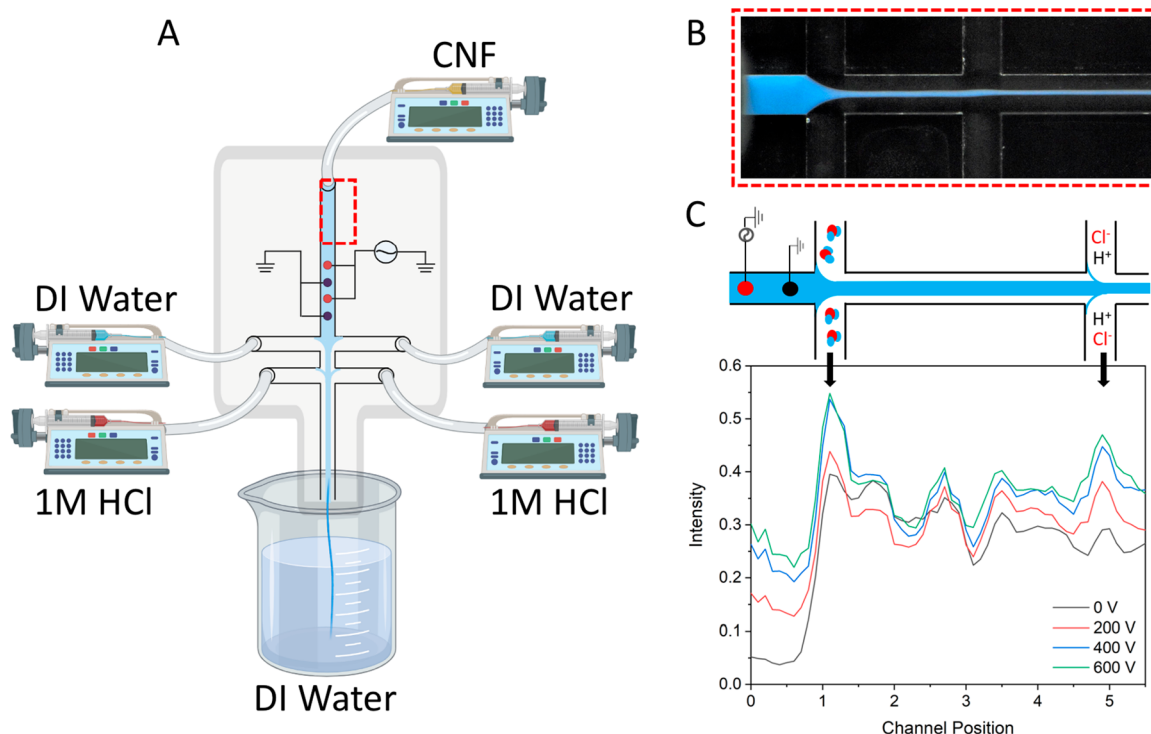 A
CNF
DI Water
DI Water
1M HCl
1M HCl
DI Water
B
C
Cl⁻
H⁺
H⁺
Cl⁻
0.6
0.5
0.4
0.3
0.2
0.1
0.0
Intensity
0 V
200 V
400 V
600 V
0
1
2
3
4
5
Channel Position